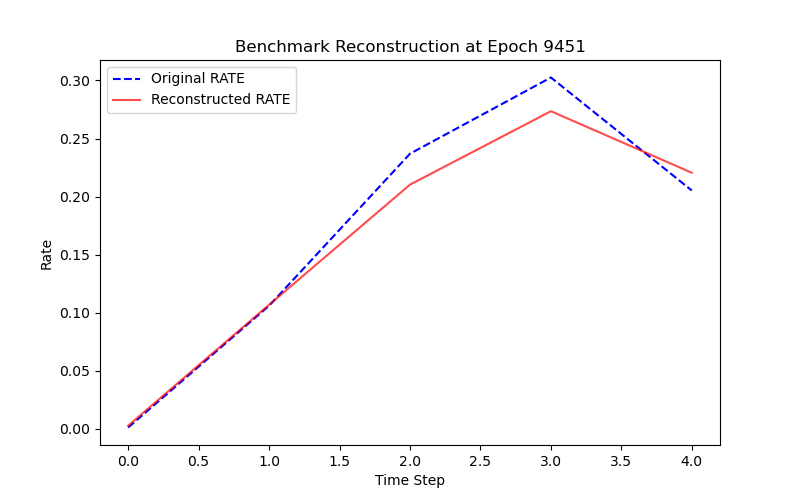 Benchmark Reconstruction at Epoch 9451
Original RATE
Reconstructed RATE
Rate
0.30
0.25
0.20
0.15
0.10
0.05
0.00
0.0 0.5 1.0 1.5 2.0 2.5 3.0 3.5 4.0
Time Step